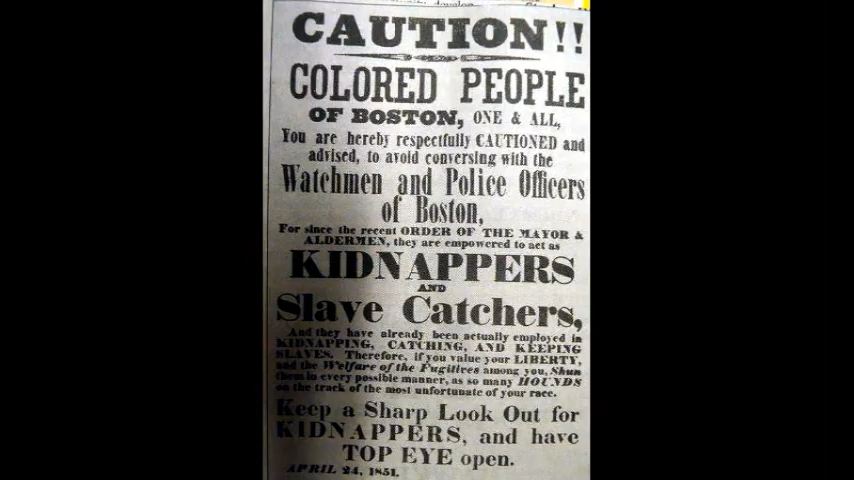 CAUTION!!
COLORED PEOPLE
OF BOSTON, ONE & ALL,
You are hereby respectfully CAUTIONED and
advised, to avoid conversing with the
Watchmen and Police Officers
of Boston,
For since the recent ORDER OF THE MAYOR &
ALDERMEN, they are empowered to act as
KIDNAPPERS
AND
Slave Catchers,
And they have already been actually employed in
KIDNAPPING, CATCHING, AND KEEPING
SLAVES. Therefore, if you value your LIBERTY,
and the Welfare of the Fugitives among you, Shun
them in every possible manner, as so many HOUNDS
on the track of the most unfortunate of your race.
Keep a Sharp Look Out for
KIDNAPPERS, and have
TOP EYE open.
APRIL 24, 1851.